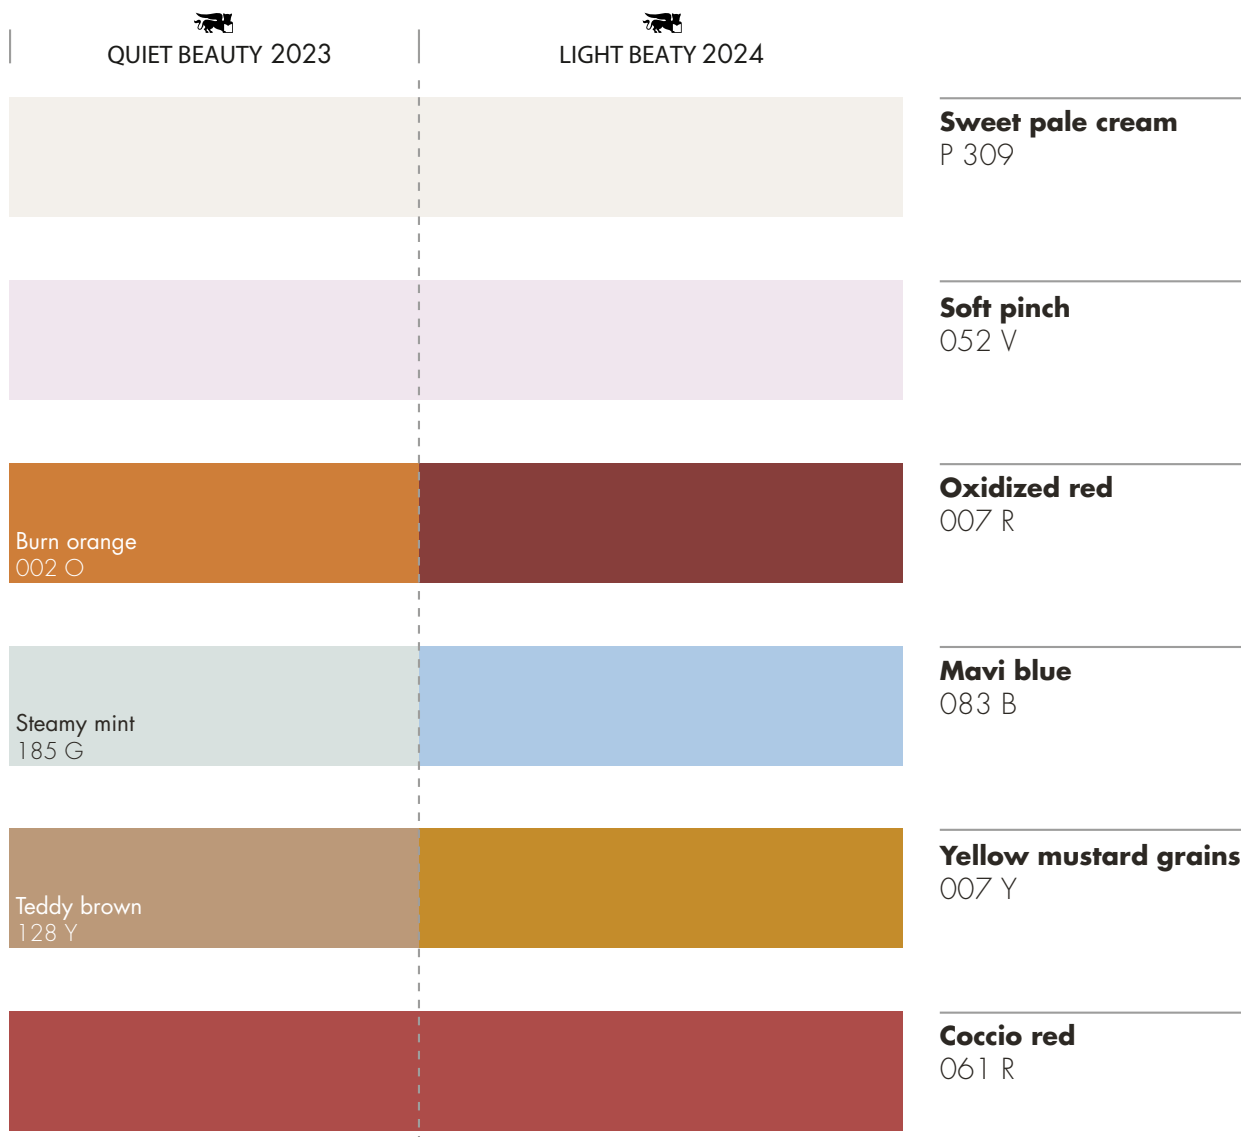 QUIET BEAUTY 2023
LIGHT BEATY 2024
Sweet pale cream
P 309
Soft pinch
052 V
Burn orange
002 O
Oxidized red
007 R
Steamy mint
185 G
Mavi blue
083 B
Teddy brown
128 Y
Yellow mustard grains
007 Y
Coccio red
061 R